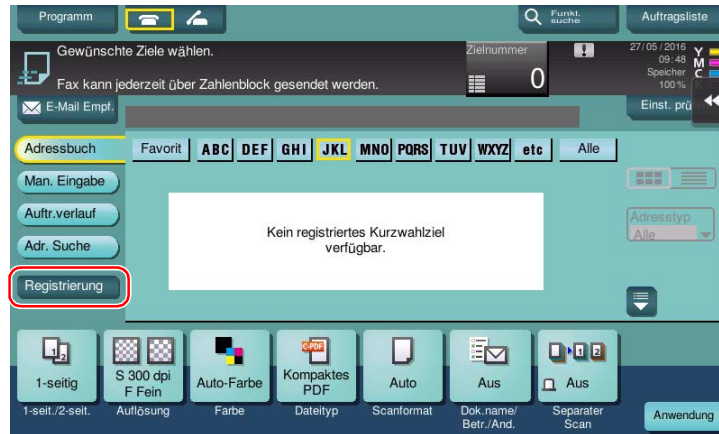 Programm
Funkt.
suche
Auftragsliste
Gewünschte Ziele wählen.
Zielnummer
0
Fax kann jederzeit über Zahlenblock gesendet werden.
27/05/2016
09:48
Speicher
100 %
Y
M
C
K
E-Mail Empf.
Einst. prü
Adressbuch
Favorit ABC DEF GHI JKL MNO PQRS TUV WXYZ etc Alle
Man. Eingabe
Auftr.verlauf
Adr. Suche
Registrierung
Kein registriertes Kurzwahlziel
verfügbar.
Adresstyp
Alle
1-seitig
S 300 dpi
F Fein
Auto-Farbe
C-PDF
Kompaktes
PDF
Auto
Aus
Aus
1-seit./2-seit.
Auflösung
Farbe
Dateityp
Scanformat
Dok.name/
Betr./And.
Separater
Scan
Anwendung